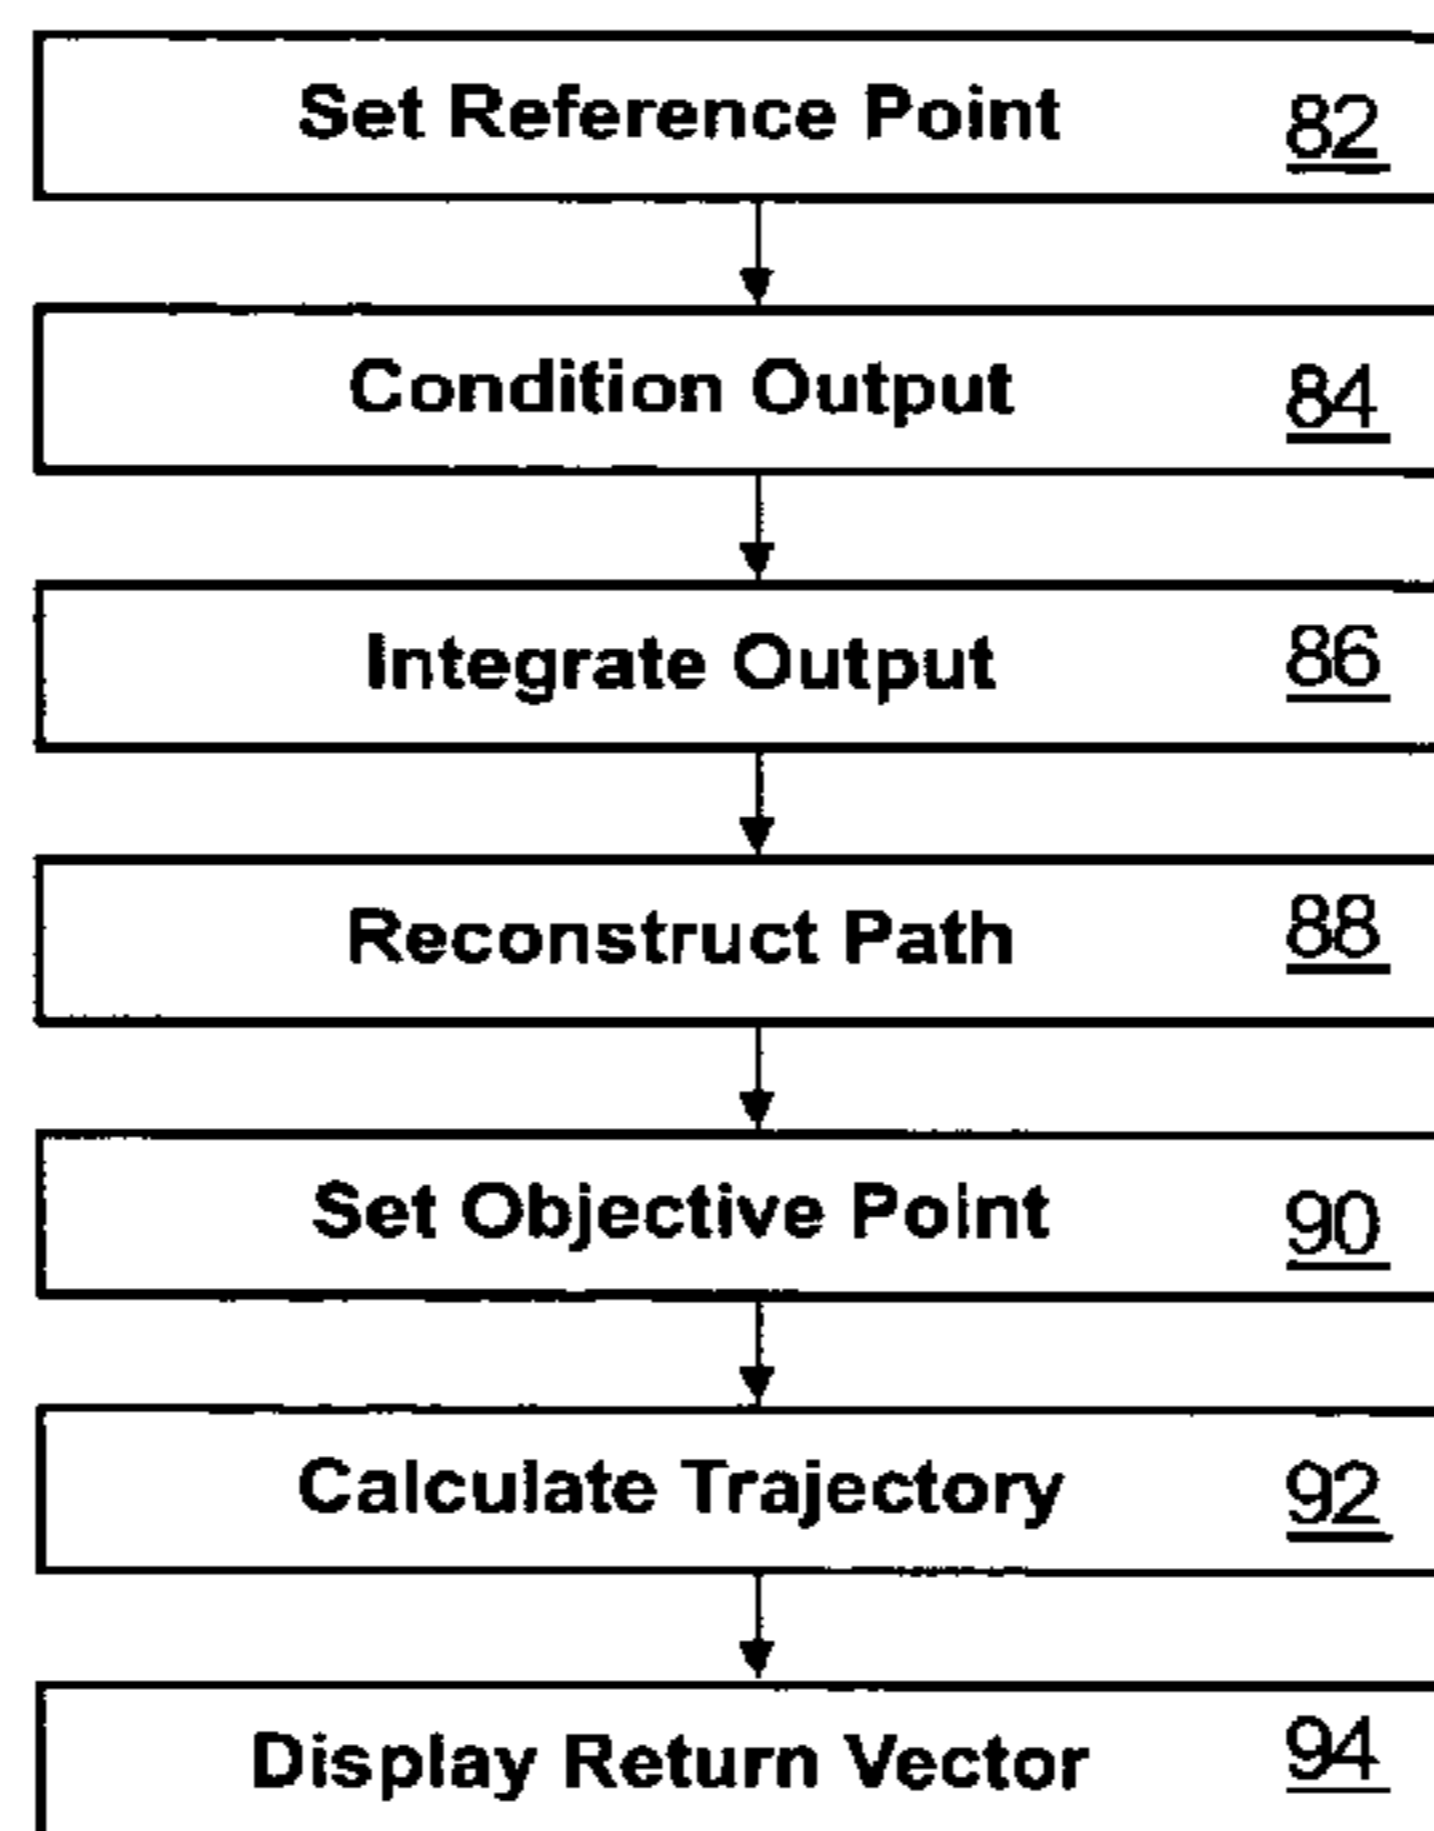 Set Reference Point 82
Condition Output 84
Integrate Output 86
Reconstruct Path 88
Set Objective Point 90
Calculate Trajectory 92
Display Return Vector 94